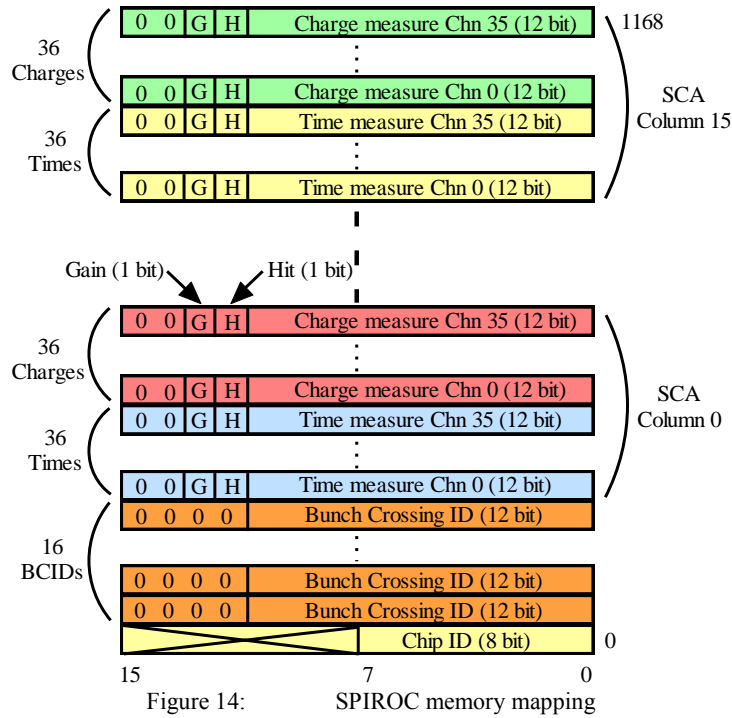 0 0 G H Charge measure Chn 35 (12 bit) 1168
36
Charges
0 0 G H Charge measure Chn 0 (12 bit)
SCA
Column 15
0 0 G H Time measure Chn 35 (12 bit)
36
Times
0 0 G H Time measure Chn 0 (12 bit)
Gain (1 bit) Hit (1 bit)
0 0 G H Charge measure Chn 35 (12 bit)
36
Charges
0 0 G H Charge measure Chn 0 (12 bit)
SCA
Column 0
0 0 G H Time measure Chn 35 (12 bit)
36
Times
0 0 G H Time measure Chn 0 (12 bit)
0 0 0 0 Bunch Crossing ID (12 bit)
16
BCIDs
0 0 0 0 Bunch Crossing ID (12 bit)
0 0 0 0 Bunch Crossing ID (12 bit)
Chip ID (8 bit) 0
15 7 0
Figure 14: SPIROC memory mapping